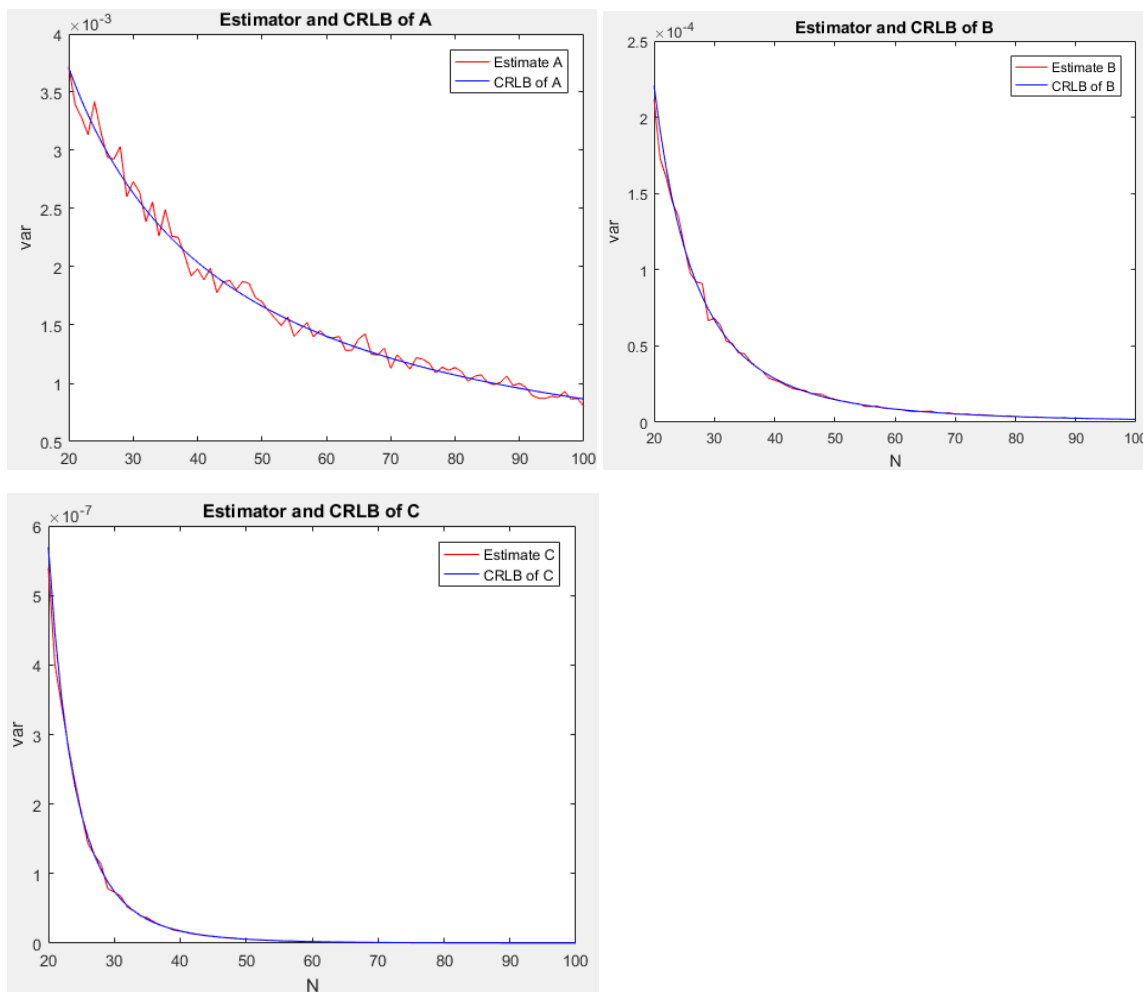 Estimator and CRLB of A
×10-3
Estimate A
CRLB of A
4
3.5
3
2.5
2
1.5
1
0.5
var
20 30 40 50 60 70 80 90 100
Estimator and CRLB of B
×10-4
Estimate B
CRLB of B
2.5
2
1.5
1
0.5
0
var
20 30 40 50 60 70 80 90 100
N
Estimator and CRLB of C
×10-7
Estimate C
CRLB of C
6
5
4
3
2
1
0
var
20 30 40 50 60 70 80 90 100
N